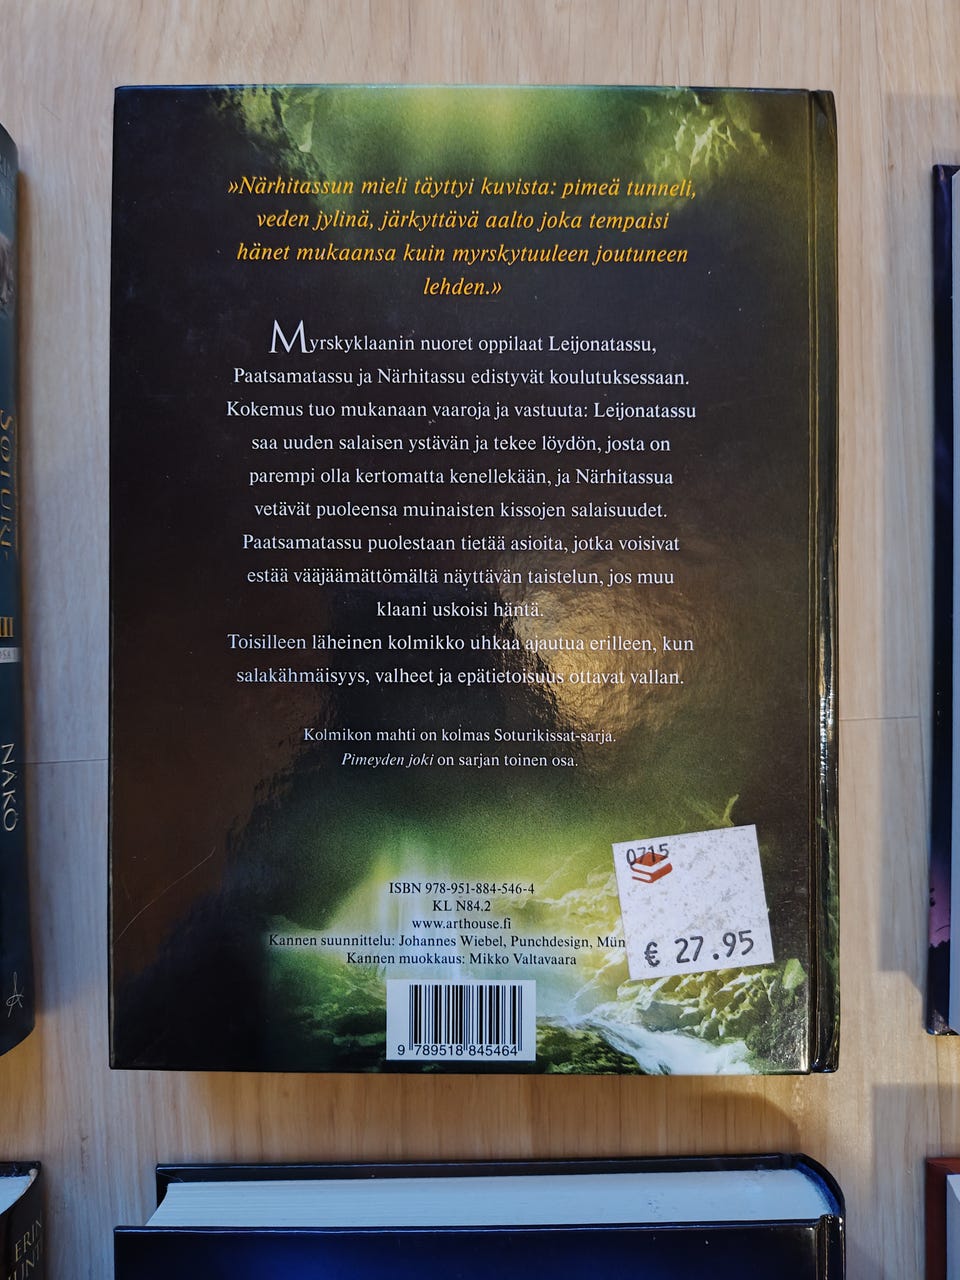 »Närhitassun mieli täyttyi kuvista: pimeä tunneli,
veden jylinä, järkyttävä aalto joka tempaisi
hänet mukaansa kuin myrskytuuleen joutuneen
lehden.»
Myrskyklaanin nuoret oppilaat Leijonatassu,
Paatsamatassu ja Närhitassu edistyvät koulutuksessaan.
Kokemus tuo mukanaan vaaroja ja vastuuta: Leijonatassu
saa uuden salaisen ystävän ja tekee löydön, josta on
parempi olla kertomatta kenellekään, ja Närhitassua
vetävät puoleensa muinaisten kissojen salaisuudet.
Paatsamatassu puolestaan tietää asioita, jotka voisivat
estää vääjäämättömältä näyttävän taistelun, jos muu
klaani uskoisi häntä.
Toisilleen läheinen kolmikko uhkaa ajautua erilleen, kun
salakähmäisyys, valheet ja epätietoisuus ottavat vallan.
Kolmikon mahti on kolmas Soturikissat-sarja.
Pimeyden joki on sarjan toinen osa.
ISBN 978-951-884-546-4
KL N84.2
www.arthouse.fi
Kannen suunnittelu: Johannes Wiebel, Punchdesign, Mün
Kannen muokkaus: Mikko Valtavaara
9 789518 845464
0715
€ 27.95
SOTURI-
III
NÄKÖ
ERIN